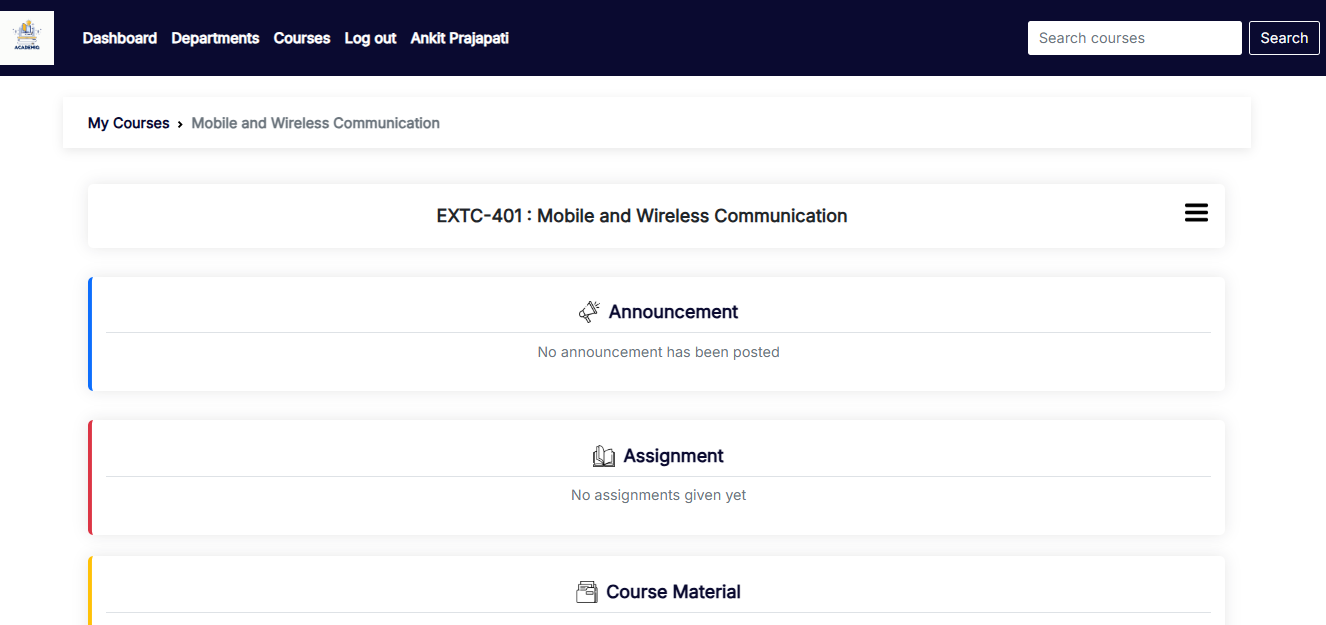 ACADEMIG
Dashboard Departments Courses Log out Ankit Prajapati Search courses Search
My Courses › Mobile and Wireless Communication
EXTC-401 : Mobile and Wireless Communication
Announcement
No announcement has been posted
Assignment
No assignments given yet
Course Material